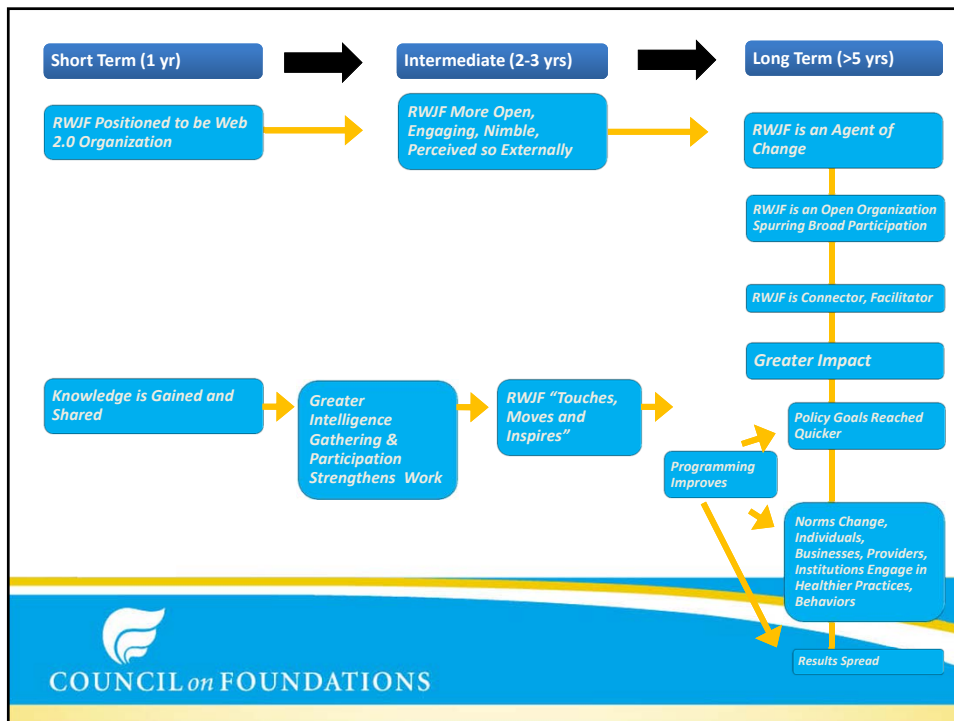 Short Term (1 yr)
Intermediate (2-3 yrs)
Long Term (>5 yrs)
RWJF Positioned to be Web
2.0 Organization
RWJF More Open,
Engaging, Nimble,
Perceived so Externally
RWJF is an Agent of
Change
RWJF is an Open Organization
Spurring Broad Participation
RWJF is Connector, Facilitator
Greater Impact
Knowledge is Gained and
Shared
Greater
Intelligence
Gathering &
Participation
Strengthens Work
RWJF “Touches,
Moves and
Inspires”
Policy Goals Reached
Quicker
Programming
Improves
Norms Change,
Individuals,
Businesses, Providers,
Institutions Engage in
Healthier Practices,
Behaviors
Results Spread
COUNCIL on FOUNDATIONS